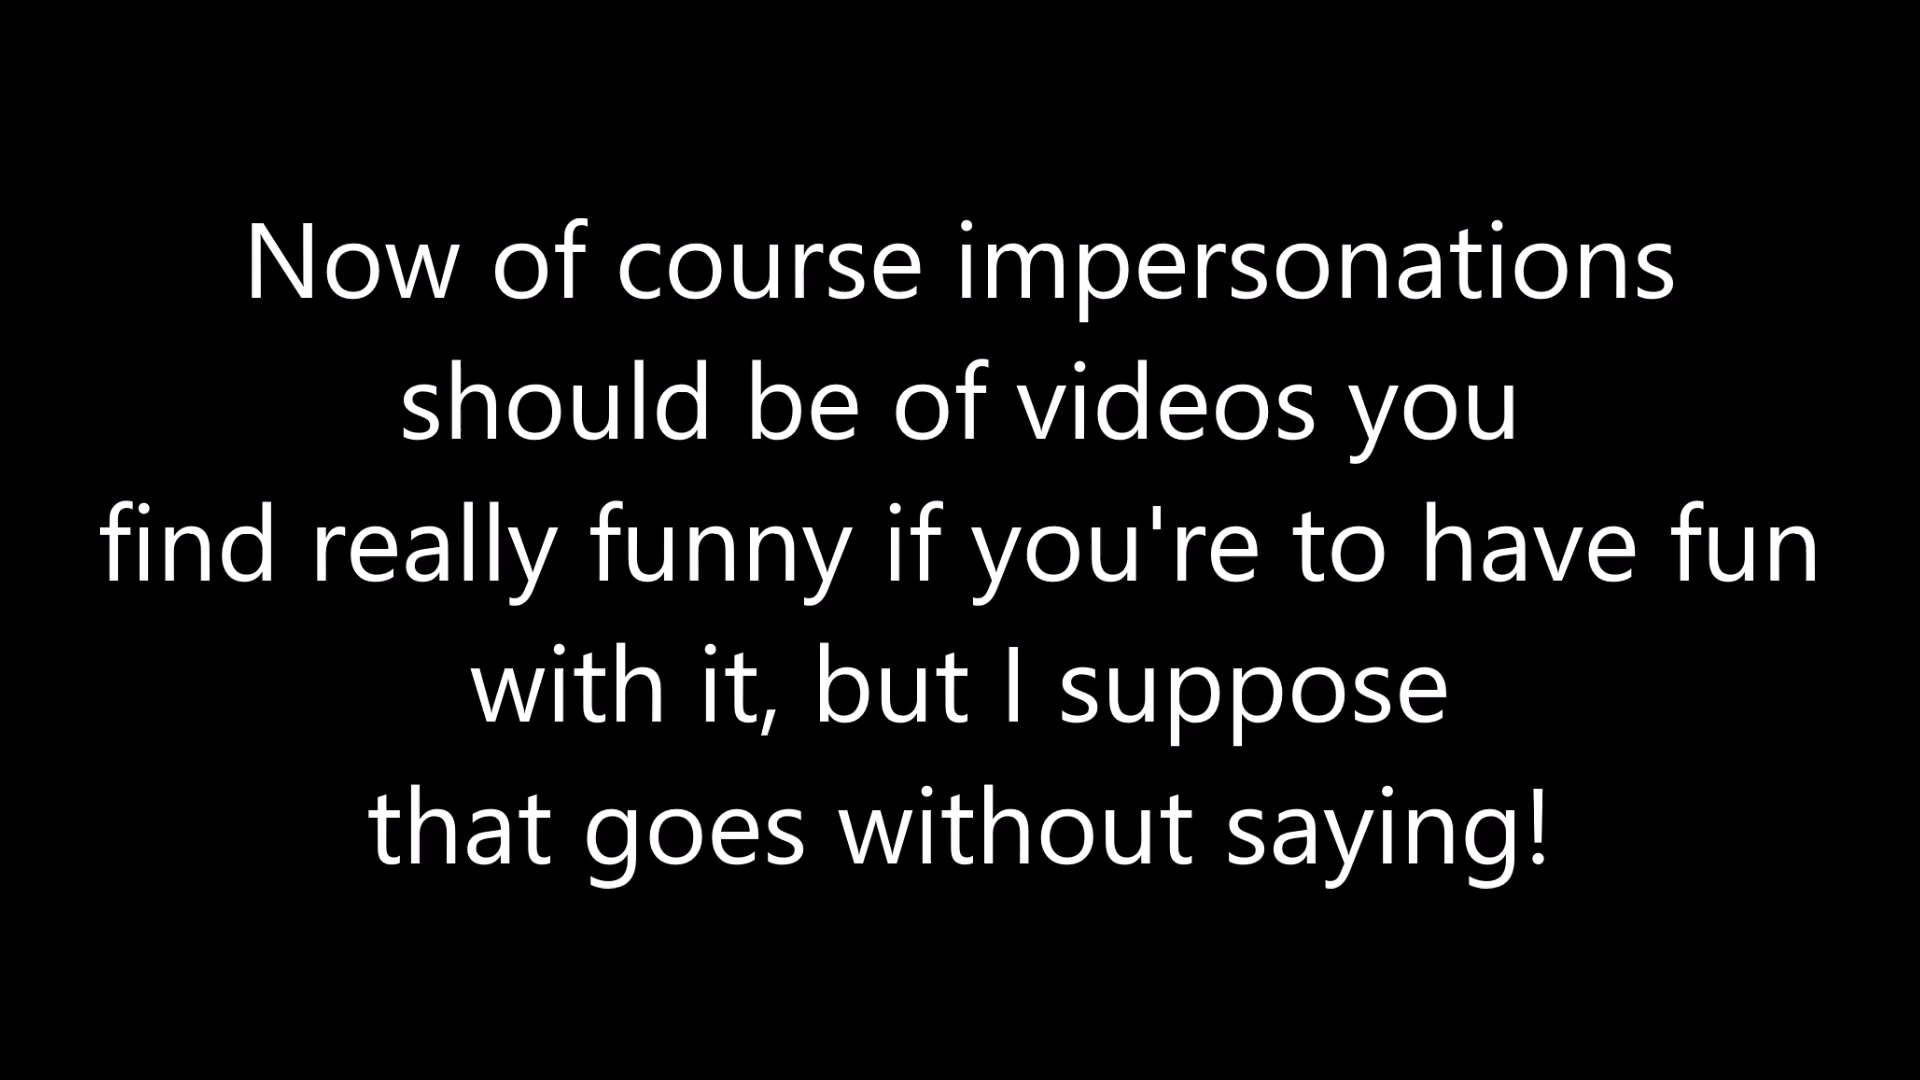 Now of course impersonations
should be of videos you
find really funny if you're to have fun
with it, but I suppose
that goes without saying!